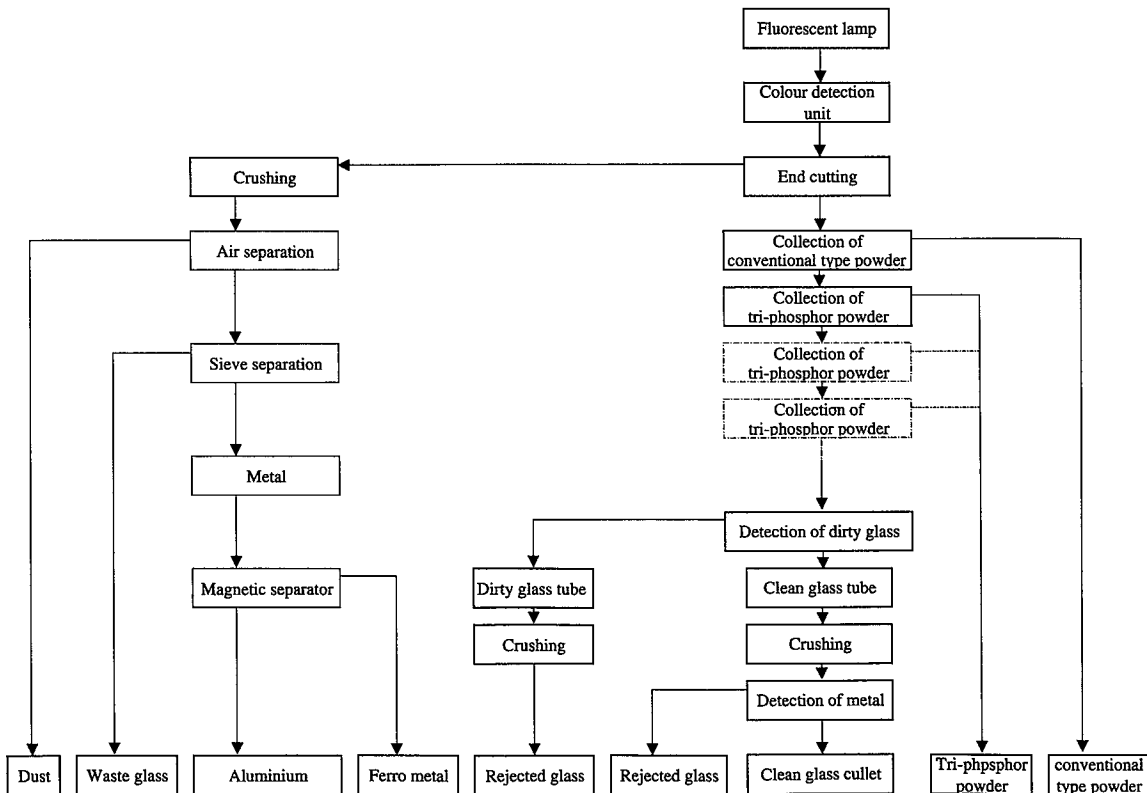 Fluorescent lamp
Colour detection
unit
Crushing
End cutting
Air separation
Collection of
conventional type powder
Collection of
tri-phosphor powder
Sieve separation
Collection of
tri-phosphor powder
Collection of
tri-phosphor powder
Metal
Detection of dirty glass
Magnetic separator
Dirty glass tube
Clean glass tube
Crushing
Crushing
Detection of metal
Dust
Waste glass
Aluminium
Ferro metal
Rejected glass
Rejected glass
Clean glass cullet
Tri-phpsphor
powder
conventional
type powder